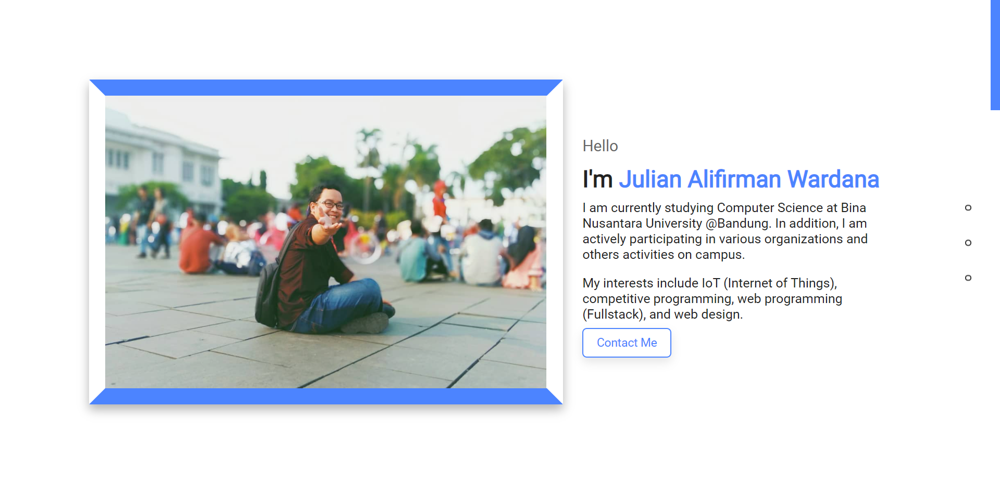 Hello
I'm Julian Alifirman Wardana
I am currently studying Computer Science at Bina
Nusantara University @Bandung. In addition, I am
actively participating in various organizations and
others activities on campus.
My interests include IoT (Internet of Things),
competitive programming, web programming
(Fullstack), and web design.
Contact Me